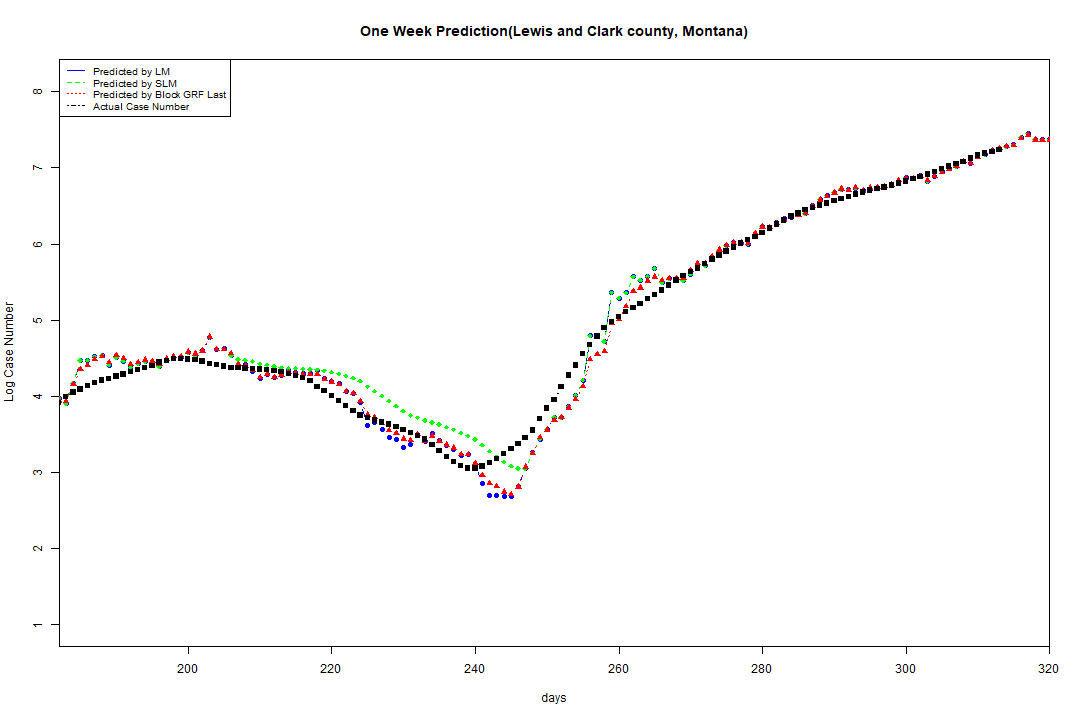 One Week Prediction(Lewis and Clark county, Montana)
Predicted by LM
Predicted by SLM
Predicted by Block GRF Last
Actual Case Number
8
7
6
5
4
3
2
1
Log Case Number
200 220 240 260 280 300 320
days